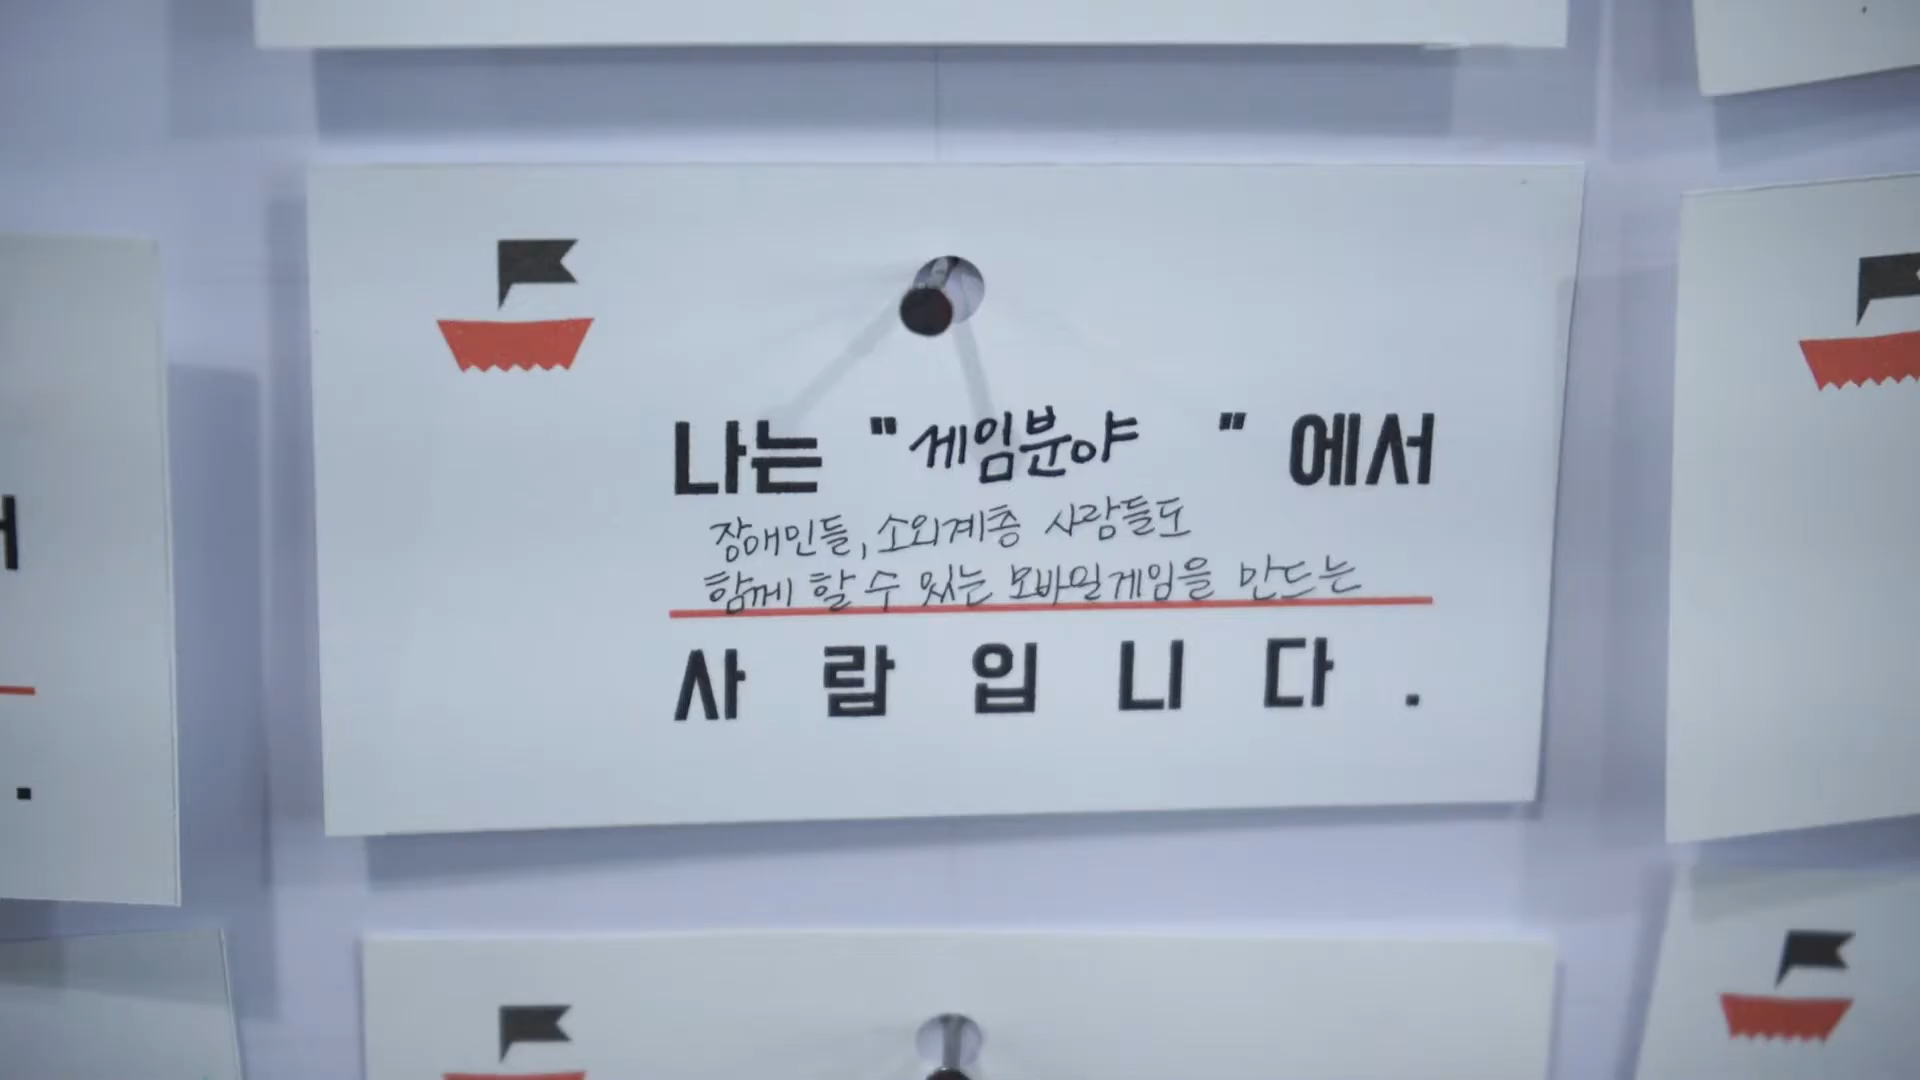 나는 "게임분야 " 에서
장애인들, 소외계층 사람들도
함께 할 수 있는 모바일게임을 만드는
사람입니다.